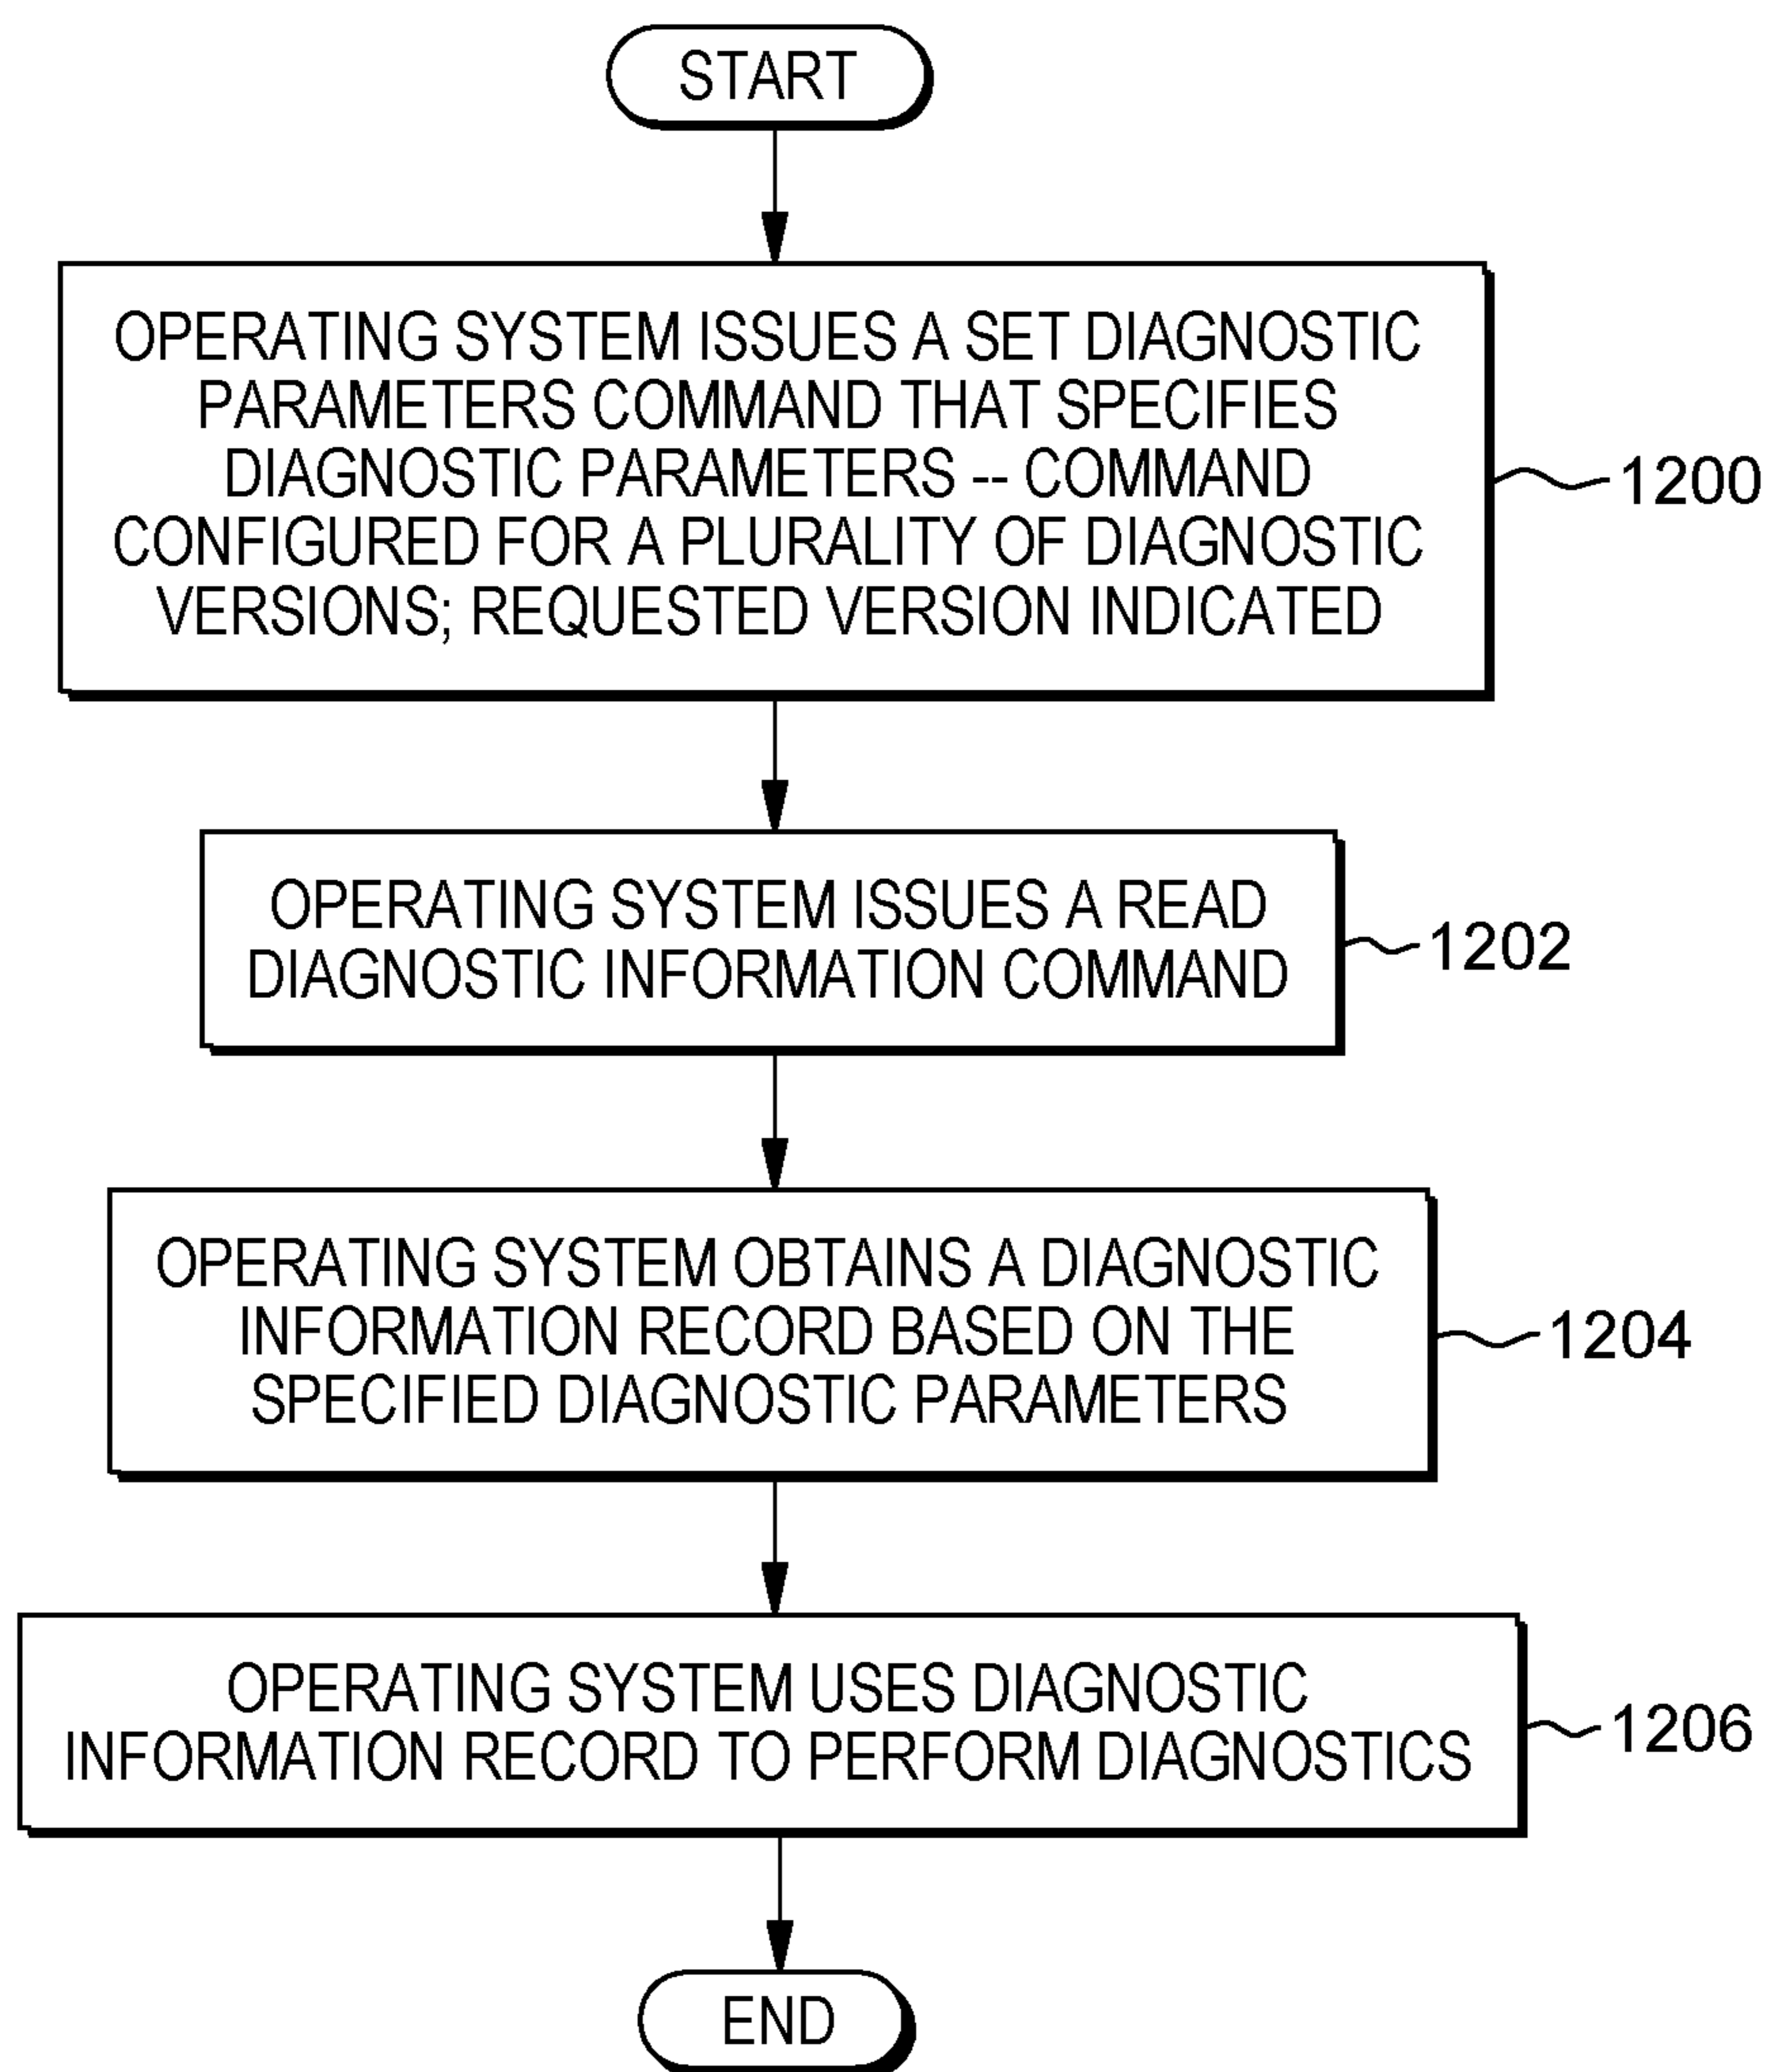 START
OPERATING SYSTEM ISSUES A SET DIAGNOSTIC
PARAMETERS COMMAND THAT SPECIFIES
DIAGNOSTIC PARAMETERS -- COMMAND
CONFIGURED FOR A PLURALITY OF DIAGNOSTIC
VERSIONS; REQUESTED VERSION INDICATED
1200
OPERATING SYSTEM ISSUES A READ
DIAGNOSTIC INFORMATION COMMAND
1202
OPERATING SYSTEM OBTAINS A DIAGNOSTIC
INFORMATION RECORD BASED ON THE
SPECIFIED DIAGNOSTIC PARAMETERS
1204
OPERATING SYSTEM USES DIAGNOSTIC
INFORMATION RECORD TO PERFORM DIAGNOSTICS
1206
END